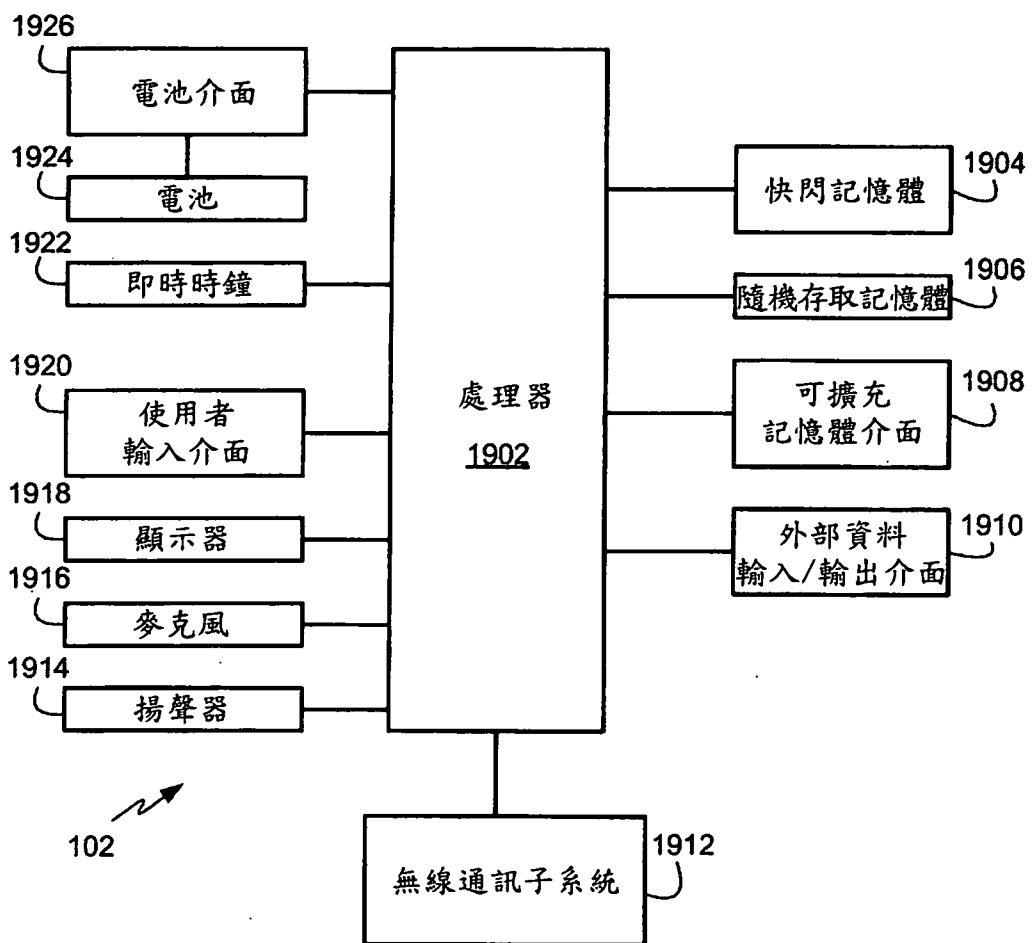 1926
電池介面
1924
電池
1922
即時時鐘
1920
使用者
輸入介面
1918
顯示器
1916
麥克風
1914
揚聲器
102
處理器
1902
快閃記憶體
1904
隨機存取記憶體
1906
可擴充
記憶體介面
1908
外部資料
輸入/輸出介面
1910
無線通訊子系統
1912